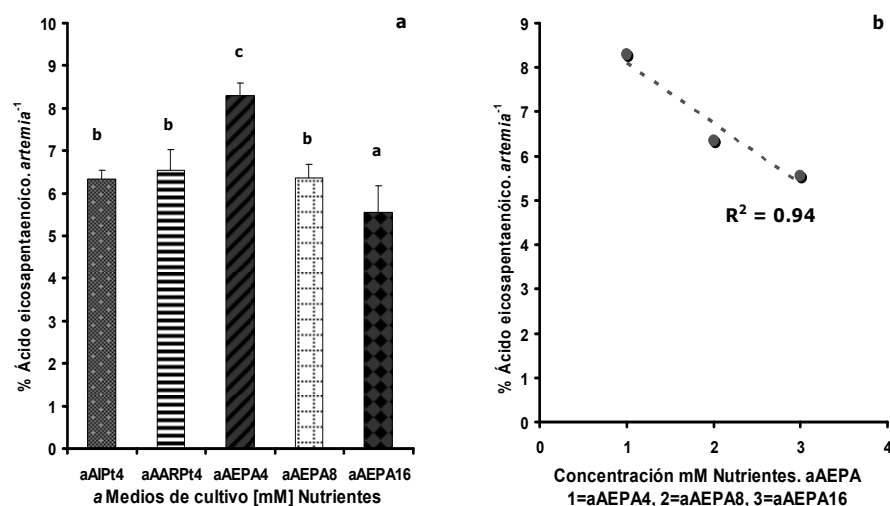 a
% Ácido eicosapentaenoíco. artemia-1
10
9
8
7
6
5
4
3
2
1
0
b
b
c
b
a
aAIPt4 aAARPt4 aAEPA4 aAEPA8 aAEPA16
a Medios de cultivo [mM] Nutrientes
b
% Ácido eicosapentaenóico. artemia-1
9
8
7
6
5
4
3
2
1
0
R2 = 0.94
0 1 2 3 4
Concentración mM Nutrientes. aAEPA
1=aAEPA4, 2=aAEPA8, 3=aAEPA16